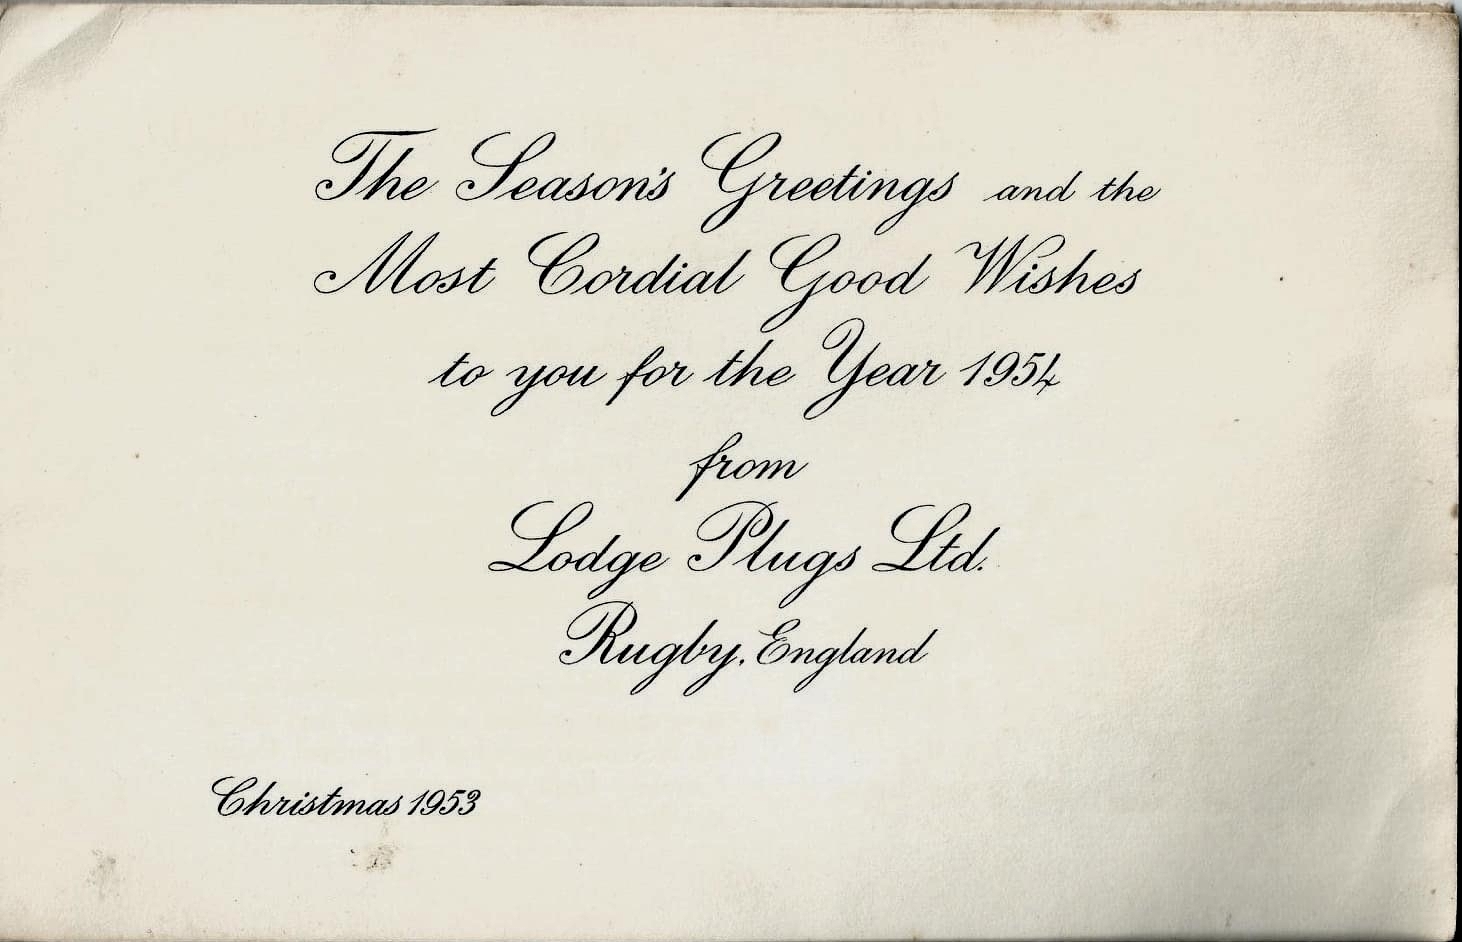 The Season's Greetings and the
Most Cordial Good Wishes
to you for the Year 1954
from
Lodge Plugs Ltd.
Rugby, England
Christmas 1953